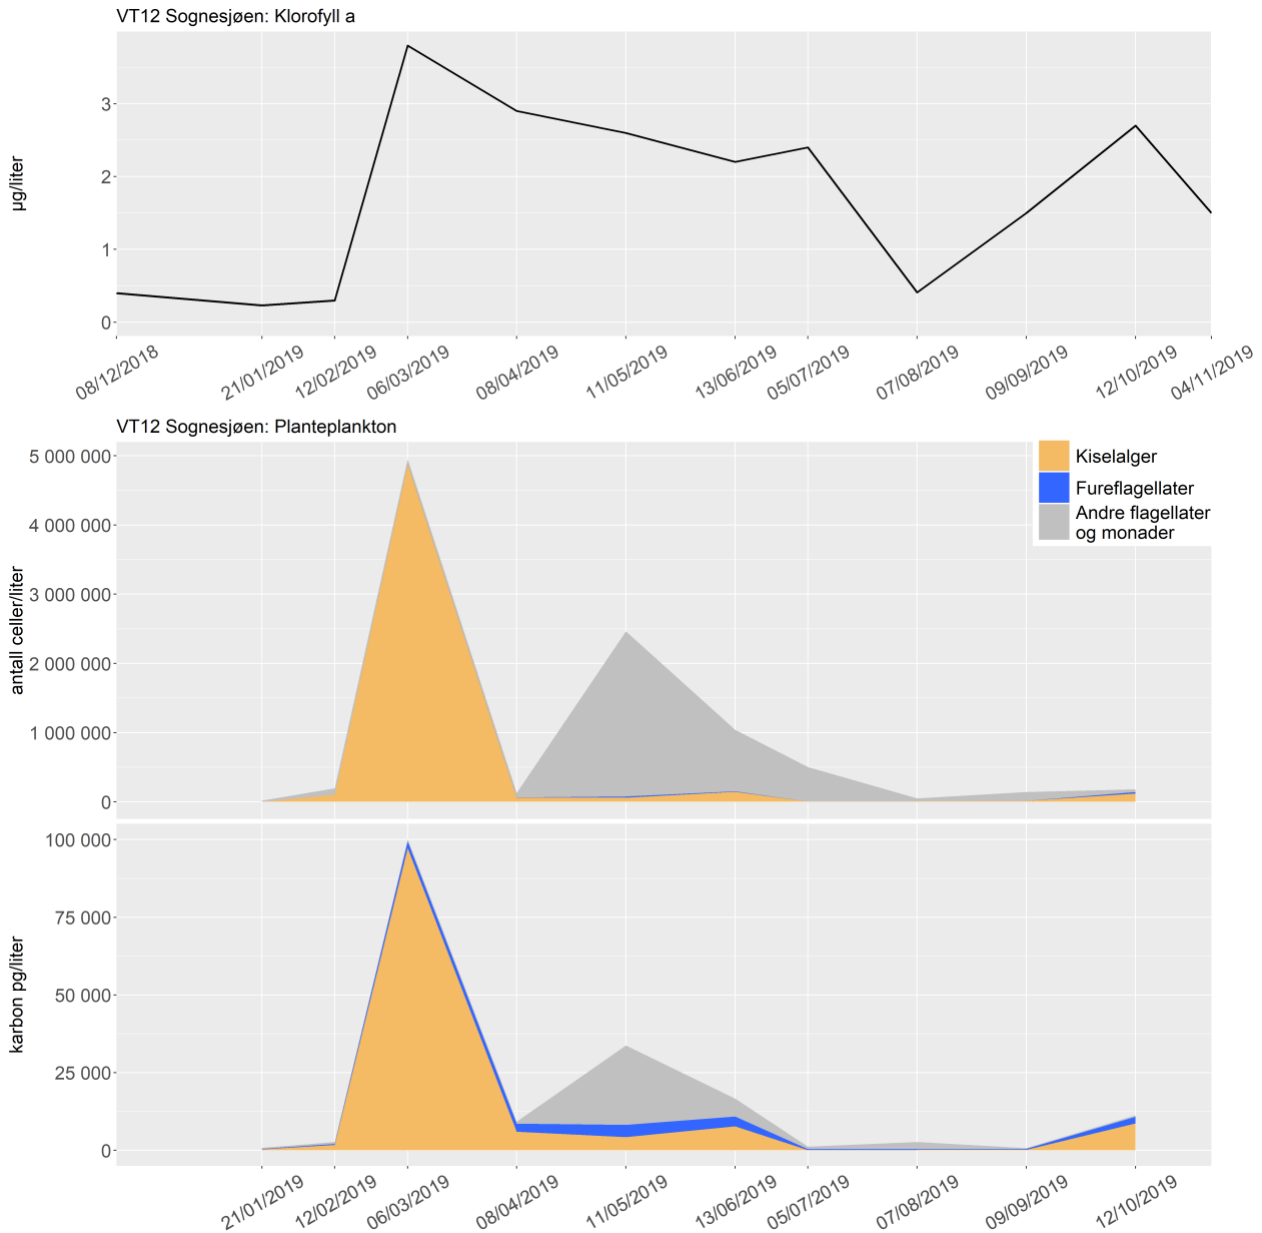 VT12 Sognesjøen: Klorofyll a
µg/liter
3
2
1
0
08/12/2018
21/01/2019
12/02/2019
06/03/2019
08/04/2019
11/05/2019
13/06/2019
05/07/2019
07/08/2019
09/09/2019
12/10/2019
04/11/2019
VT12 Sognesjøen: Planteplankton
Kiselalger
Fureflagellater
Andre flagellater
og monader
antall celler/liter
5 000 000
4 000 000
3 000 000
2 000 000
1 000 000
0
karbon pg/liter
100 000
75 000
50 000
25 000
0
21/01/2019
12/02/2019
06/03/2019
08/04/2019
11/05/2019
13/06/2019
05/07/2019
07/08/2019
09/09/2019
12/10/2019